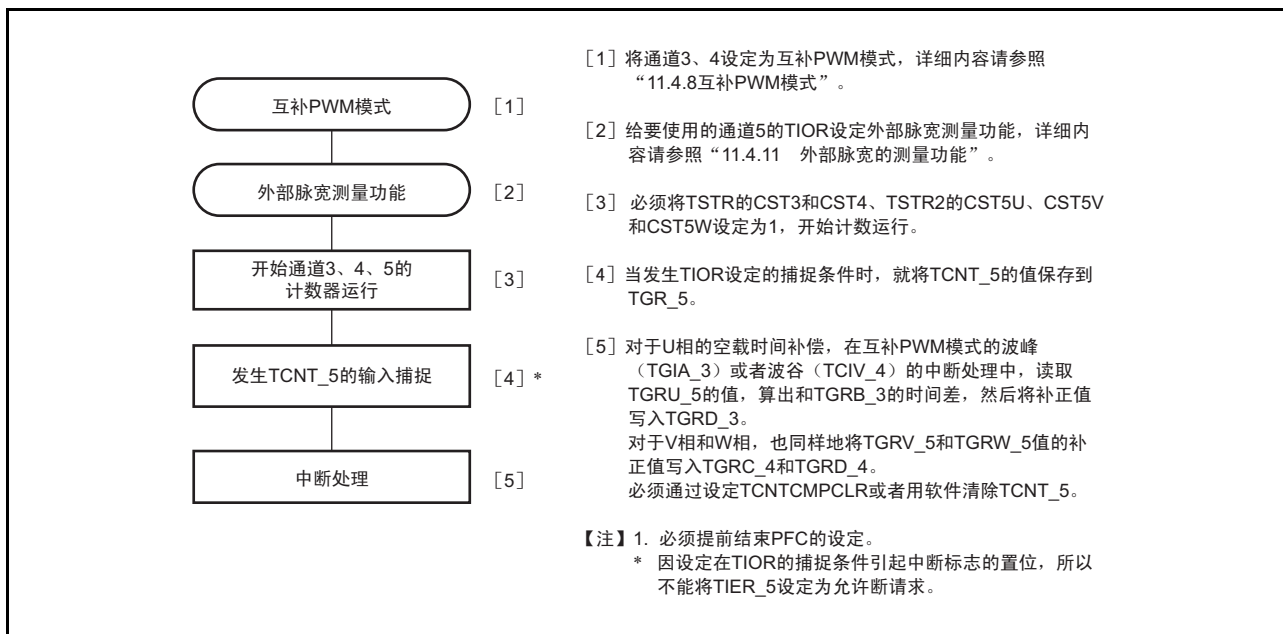 互补PWM模式
[1]
外部脉宽测量功能
[2]
开始通道3、4、5的
计数器运行
[3]
发生TCNT_5的输入捕捉
[4] *
中断处理
[5]
[1] 将通道3、4设定为互补PWM模式，详细内容请参照
“11.4.8互补PWM模式”。
[2] 给要使用的通道5的TIOR设定外部脉宽测量功能，详细内
容请参照“11.4.11 外部脉宽的测量功能”。
[3] 必须将TSTR的CST3和CST4、TSTR2的CST5U、CST5V
和CST5W设定为1，开始计数运行。
[4] 当发生TIOR设定的捕捉条件时，就将TCNT_5的值保存到
TGR_5。
[5] 对于U相的空载时间补偿，在互补PWM模式的波峰
（TGIA_3）或者波谷（TCIV_4）的中断处理中，读取
TGRU_5的值，算出和TGRB_3的时间差，然后将补正值
写入TGRD_3。
对于V相和W相，也同样地将TGRV_5和TGRW_5值的补
正值写入TGRC_4和TGRD_4。
必须通过设定TCNTCMPCLR或者用软件清除TCNT_5。
【注】1. 必须提前结束PFC的设定。
* 因设定在TIOR的捕捉条件引起中断标志的置位，所以
不能将TIER_5设定为允许断请求。